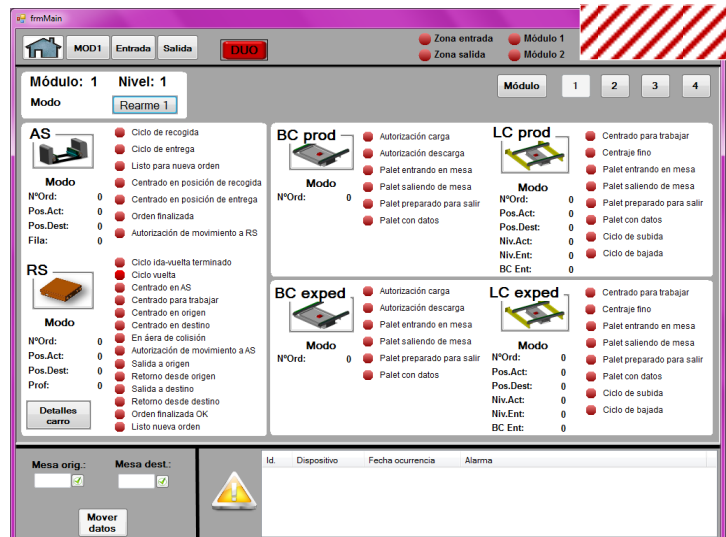 frmMain
MOD1 Entrada Salida DUO
Zona entrada Módulo 1
Zona salida Módulo 2
Módulo: 1 Nivel: 1
Modo Rearme 1
Módulo 1 2 3 4
AS
Modo
NºOrd: 0
Pos.Act: 0
Pos.Dest: 0
Fila: 0
Ciclo de recogida
Ciclo de entrega
Listo para nueva orden
Centrado en posición de recogida
Centrado en posición de entrega
Orden finalizada
Autorización de movimiento a RS
RS
Modo
NºOrd: 0
Pos.Act: 0
Pos.Dest: 0
Prof: 0
Detalles
carro
Ciclo ida-vuelta terminado
Ciclo vuelta
Centrado en AS
Centrado para trabajar
Centrado en origen
Centrado en destino
En áera de colisión
Autorización de movimiento a AS
Salida a origen
Retorno desde origen
Salida a destino
Retorno desde destino
Orden finalizada OK
Listo nueva orden
BC prod
Modo
NºOrd: 0
Autorización carga
Autorización descarga
Palet entrando en mesa
Palet saliendo de mesa
Palet preparado para salir
Palet con datos
LC prod
Modo
NºOrd: 0
Pos.Act: 0
Pos.Dest: 0
Niv.Act: 0
Niv.Ent: 0
BC Ent: 0
Centrado para trabajar
Centraje fino
Palet entrando en mesa
Palet saliendo de mesa
Palet preparado para salir
Palet con datos
Ciclo de subida
Ciclo de bajada
BC exped
Modo
NºOrd: 0
Autorización carga
Autorización descarga
Palet entrando en mesa
Palet saliendo de mesa
Palet preparado para salir
Palet con datos
LC exped
Modo
NºOrd: 0
Pos.Act: 0
Pos.Dest: 0
Niv.Act: 0
Niv.Ent: 0
BC Ent: 0
Centrado para trabajar
Centraje fino
Palet entrando en mesa
Palet saliendo de mesa
Palet preparado para salir
Palet con datos
Ciclo de subida
Ciclo de bajada
Mesa orig.: Mesa dest.:
Mover
datos
Id. Dispositivo Fecha ocurrencia Alarma